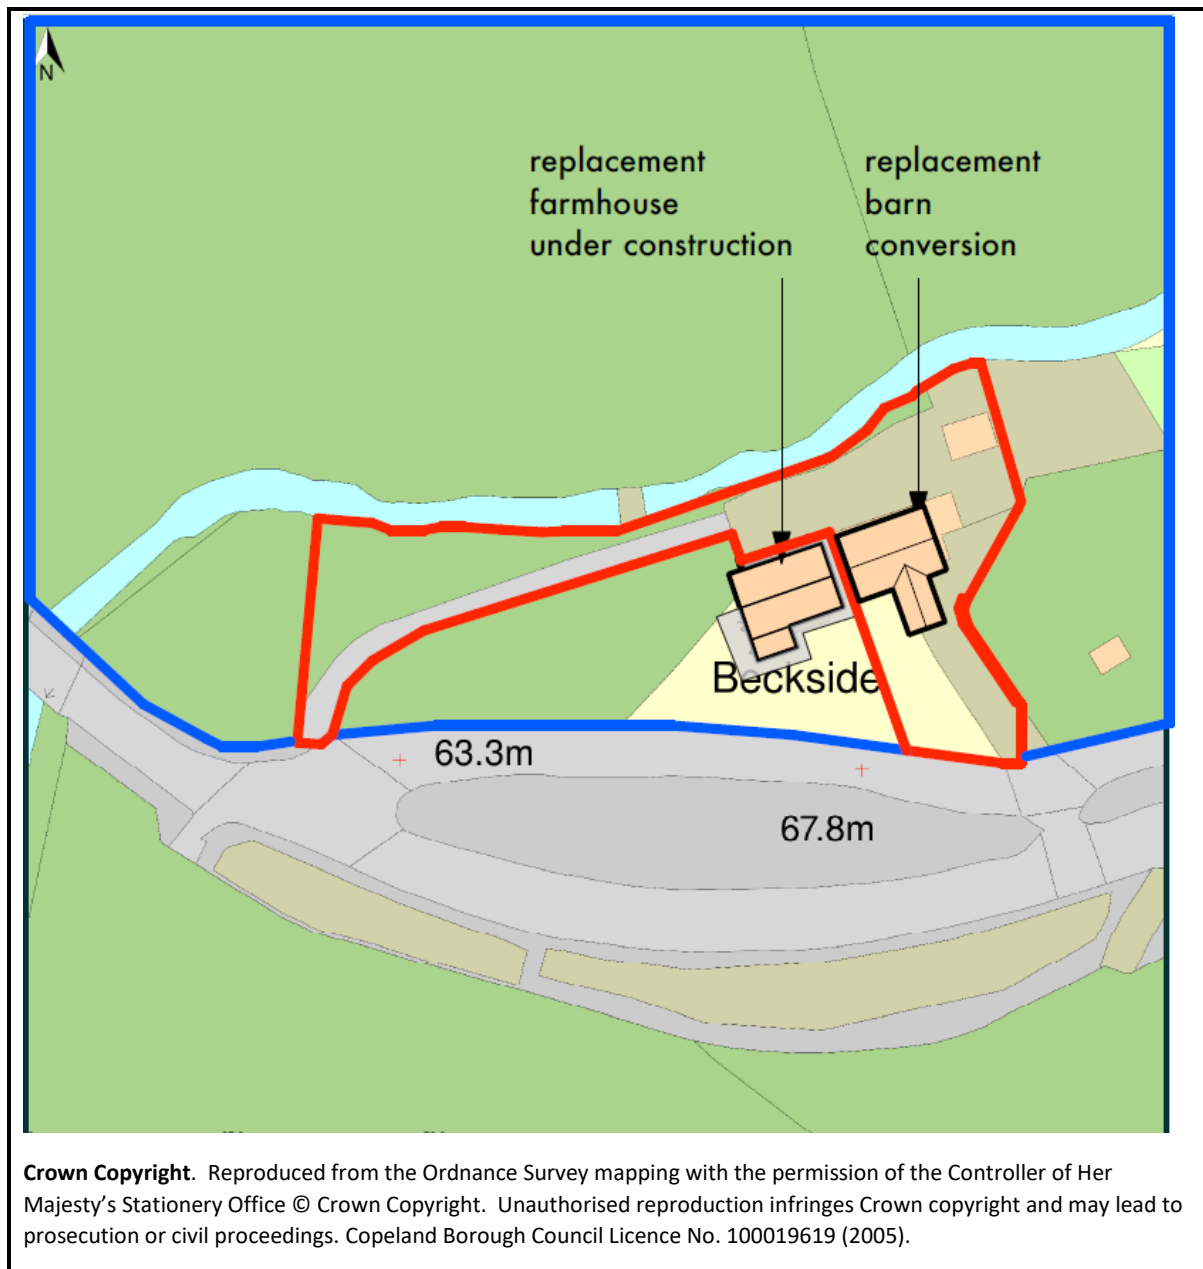 N
replacement
farmhouse
under construction
replacement
barn
conversion
Beckside
63.3m
67.8m
Crown Copyright. Reproduced from the Ordnance Survey mapping with the permission of the Controller of Her
Majesty's Stationery Office © Crown Copyright. Unauthorised reproduction infringes Crown copyright and may lead to
prosecution or civil proceedings. Copeland Borough Council Licence No. 100019619 (2005).